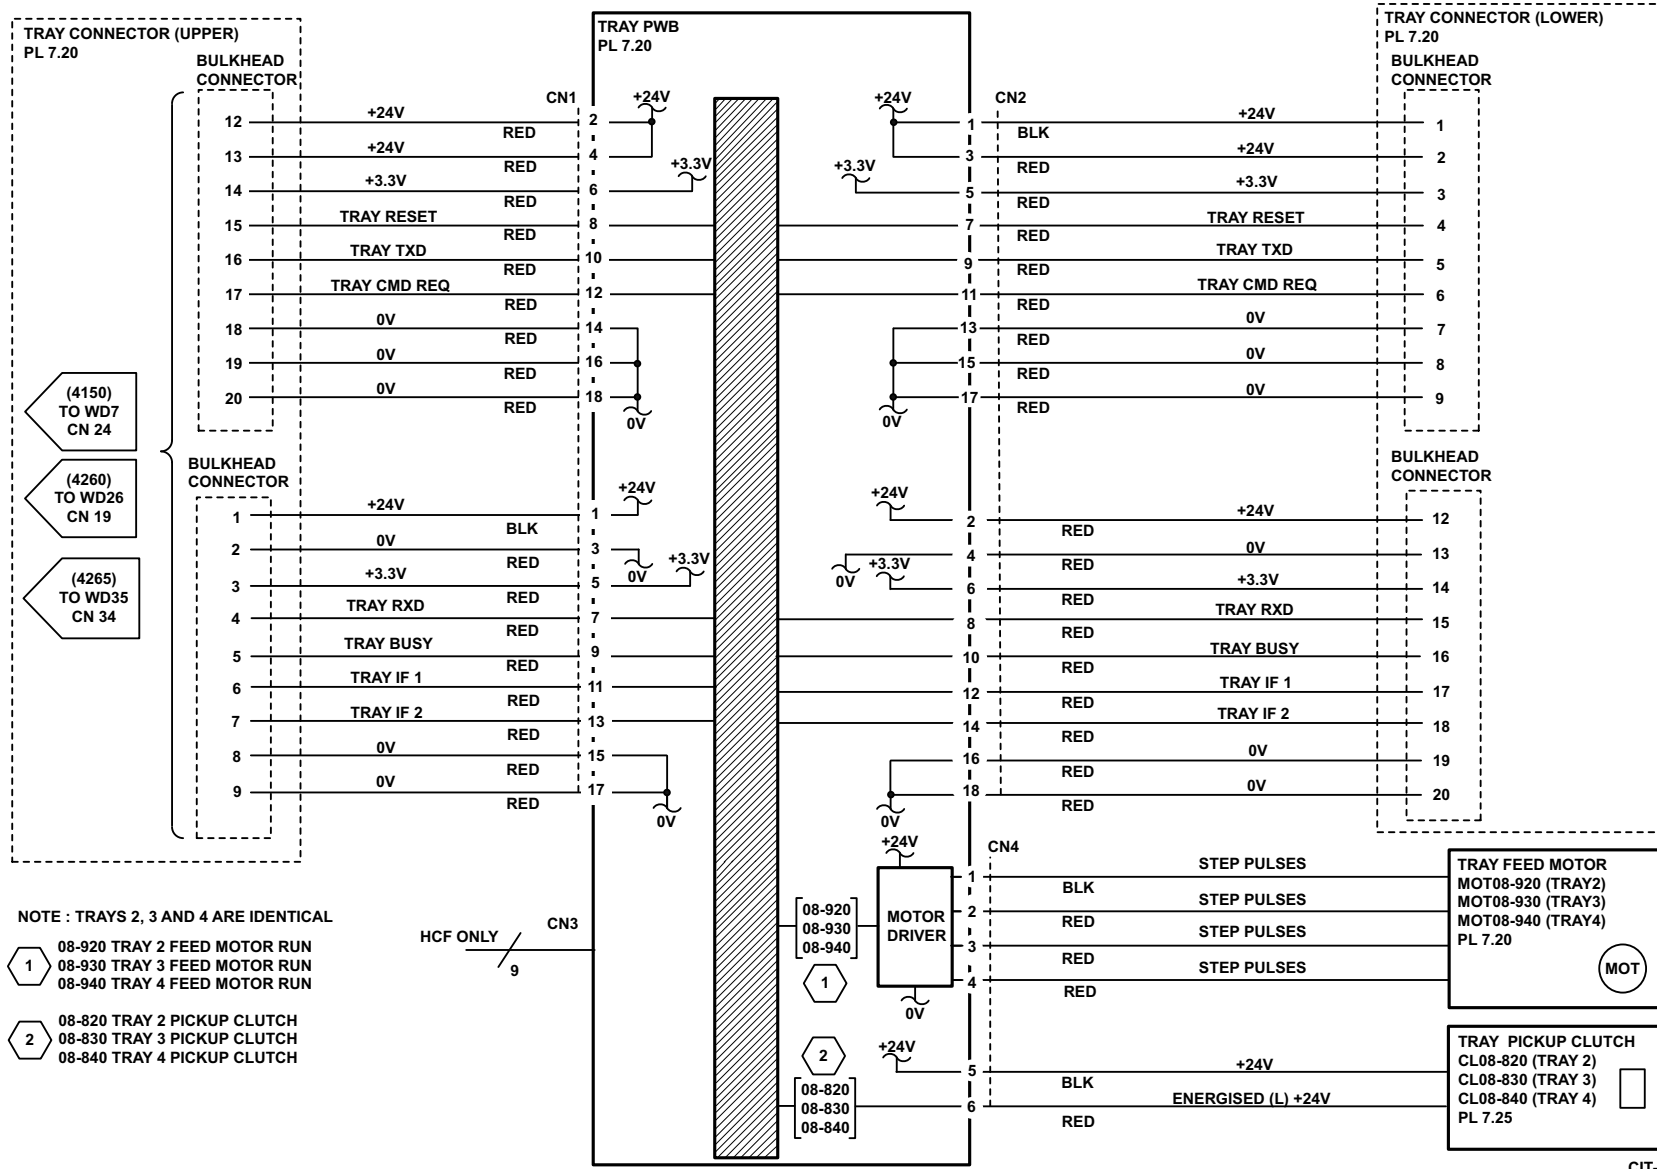 TRAY CONNECTOR (UPPER)
PL 7.20
BULKHEAD
CONNECTOR
12 +24V RED
13 +24V RED
14 +3.3V RED
15 TRAY RESET RED
16 TRAY TXD RED
17 TRAY CMD REQ RED
18 0V RED
19 0V RED
20 0V RED
BULKHEAD
CONNECTOR
1 +24V BLK
2 0V RED
3 +3.3V RED
4 TRAY RXD RED
5 TRAY BUSY RED
6 TRAY IF 1 RED
7 TRAY IF 2 RED
8 0V RED
9 0V RED
(4150)
TO WD7
CN 24
(4260)
TO WD26
CN 19
(4265)
TO WD35
CN 34
NOTE : TRAYS 2, 3 AND 4 ARE IDENTICAL
1
08-920 TRAY 2 FEED MOTOR RUN
08-930 TRAY 3 FEED MOTOR RUN
08-940 TRAY 4 FEED MOTOR RUN
2
08-820 TRAY 2 PICKUP CLUTCH
08-830 TRAY 3 PICKUP CLUTCH
08-840 TRAY 4 PICKUP CLUTCH
TRAY PWB
PL 7.20
CN1
2 +24V
4
6 +3.3V
8
10
12
14
16
18 0V
1 +24V
3 0V
5 +3.3V
7
9
11
13
15
17 0V
HCF ONLY
9
CN3
CN2
+24V 1 BLK +24V
3 RED +24V
+3.3V 5 RED +3.3V
7 RED TRAY RESET
9 RED TRAY TXD
11 RED TRAY CMD REQ
13 RED 0V
15 RED 0V
0V 17 RED 0V
+24V 2 RED +24V
0V 4 RED 0V
+3.3V 6 RED +3.3V
8 RED TRAY RXD
10 RED TRAY BUSY
12 RED TRAY IF 1
14 RED TRAY IF 2
16 RED 0V
0V 18 RED 0V
TRAY CONNECTOR (LOWER)
PL 7.20
BULKHEAD
CONNECTOR
1
2
3
4
5
6
7
8
9
BULKHEAD
CONNECTOR
12
13
14
15
16
17
18
19
20
CN4
+24V
08-920
08-930
08-940
1
MOTOR
DRIVER
0V
1 BLK STEP PULSES
2 RED STEP PULSES
3 RED STEP PULSES
4 RED STEP PULSES
TRAY FEED MOTOR
MOT08-920 (TRAY2)
MOT08-930 (TRAY3)
MOT08-940 (TRAY4)
PL 7.20
MOT
2
08-820
08-830
08-840
+24V 5 BLK +24V
6 RED ENERGISED (L) +24V
TRAY PICKUP CLUTCH
CL08-820 (TRAY 2)
CL08-830 (TRAY 3)
CL08-840 (TRAY 4)
PL 7.25